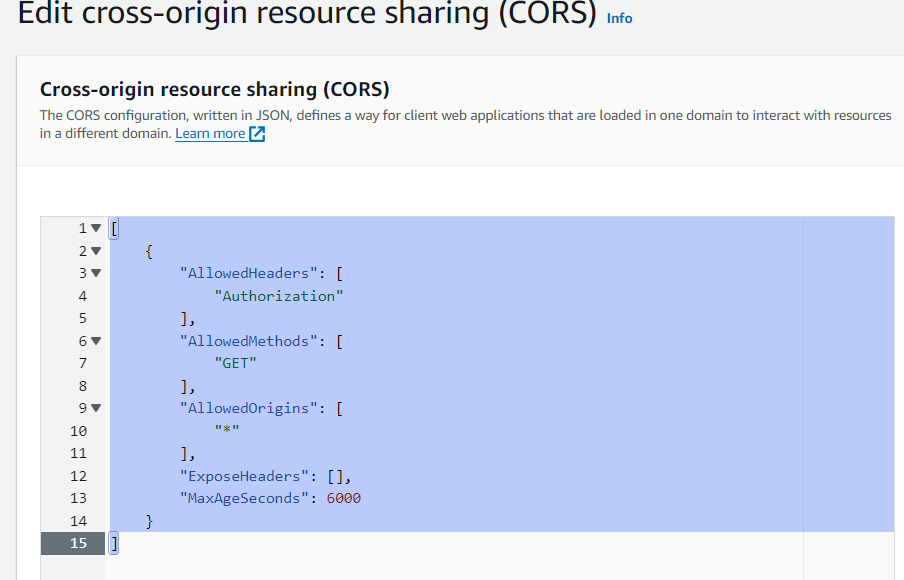 Edit cross-origin resource sharing (CORS) Info
Cross-origin resource sharing (CORS)
The CORS configuration, written in JSON, defines a way for client web applications that are loaded in one domain to interact with resources
in a different domain. Learn more
1 [
2 {
3 "AllowedHeaders": [
4 "Authorization"
5 ],
6 "AllowedMethods": [
7 "GET"
8 ],
9 "AllowedOrigins": [
10 "*"
11 ],
12 "ExposeHeaders": [],
13 "MaxAgeSeconds": 6000
14 }
15 ]